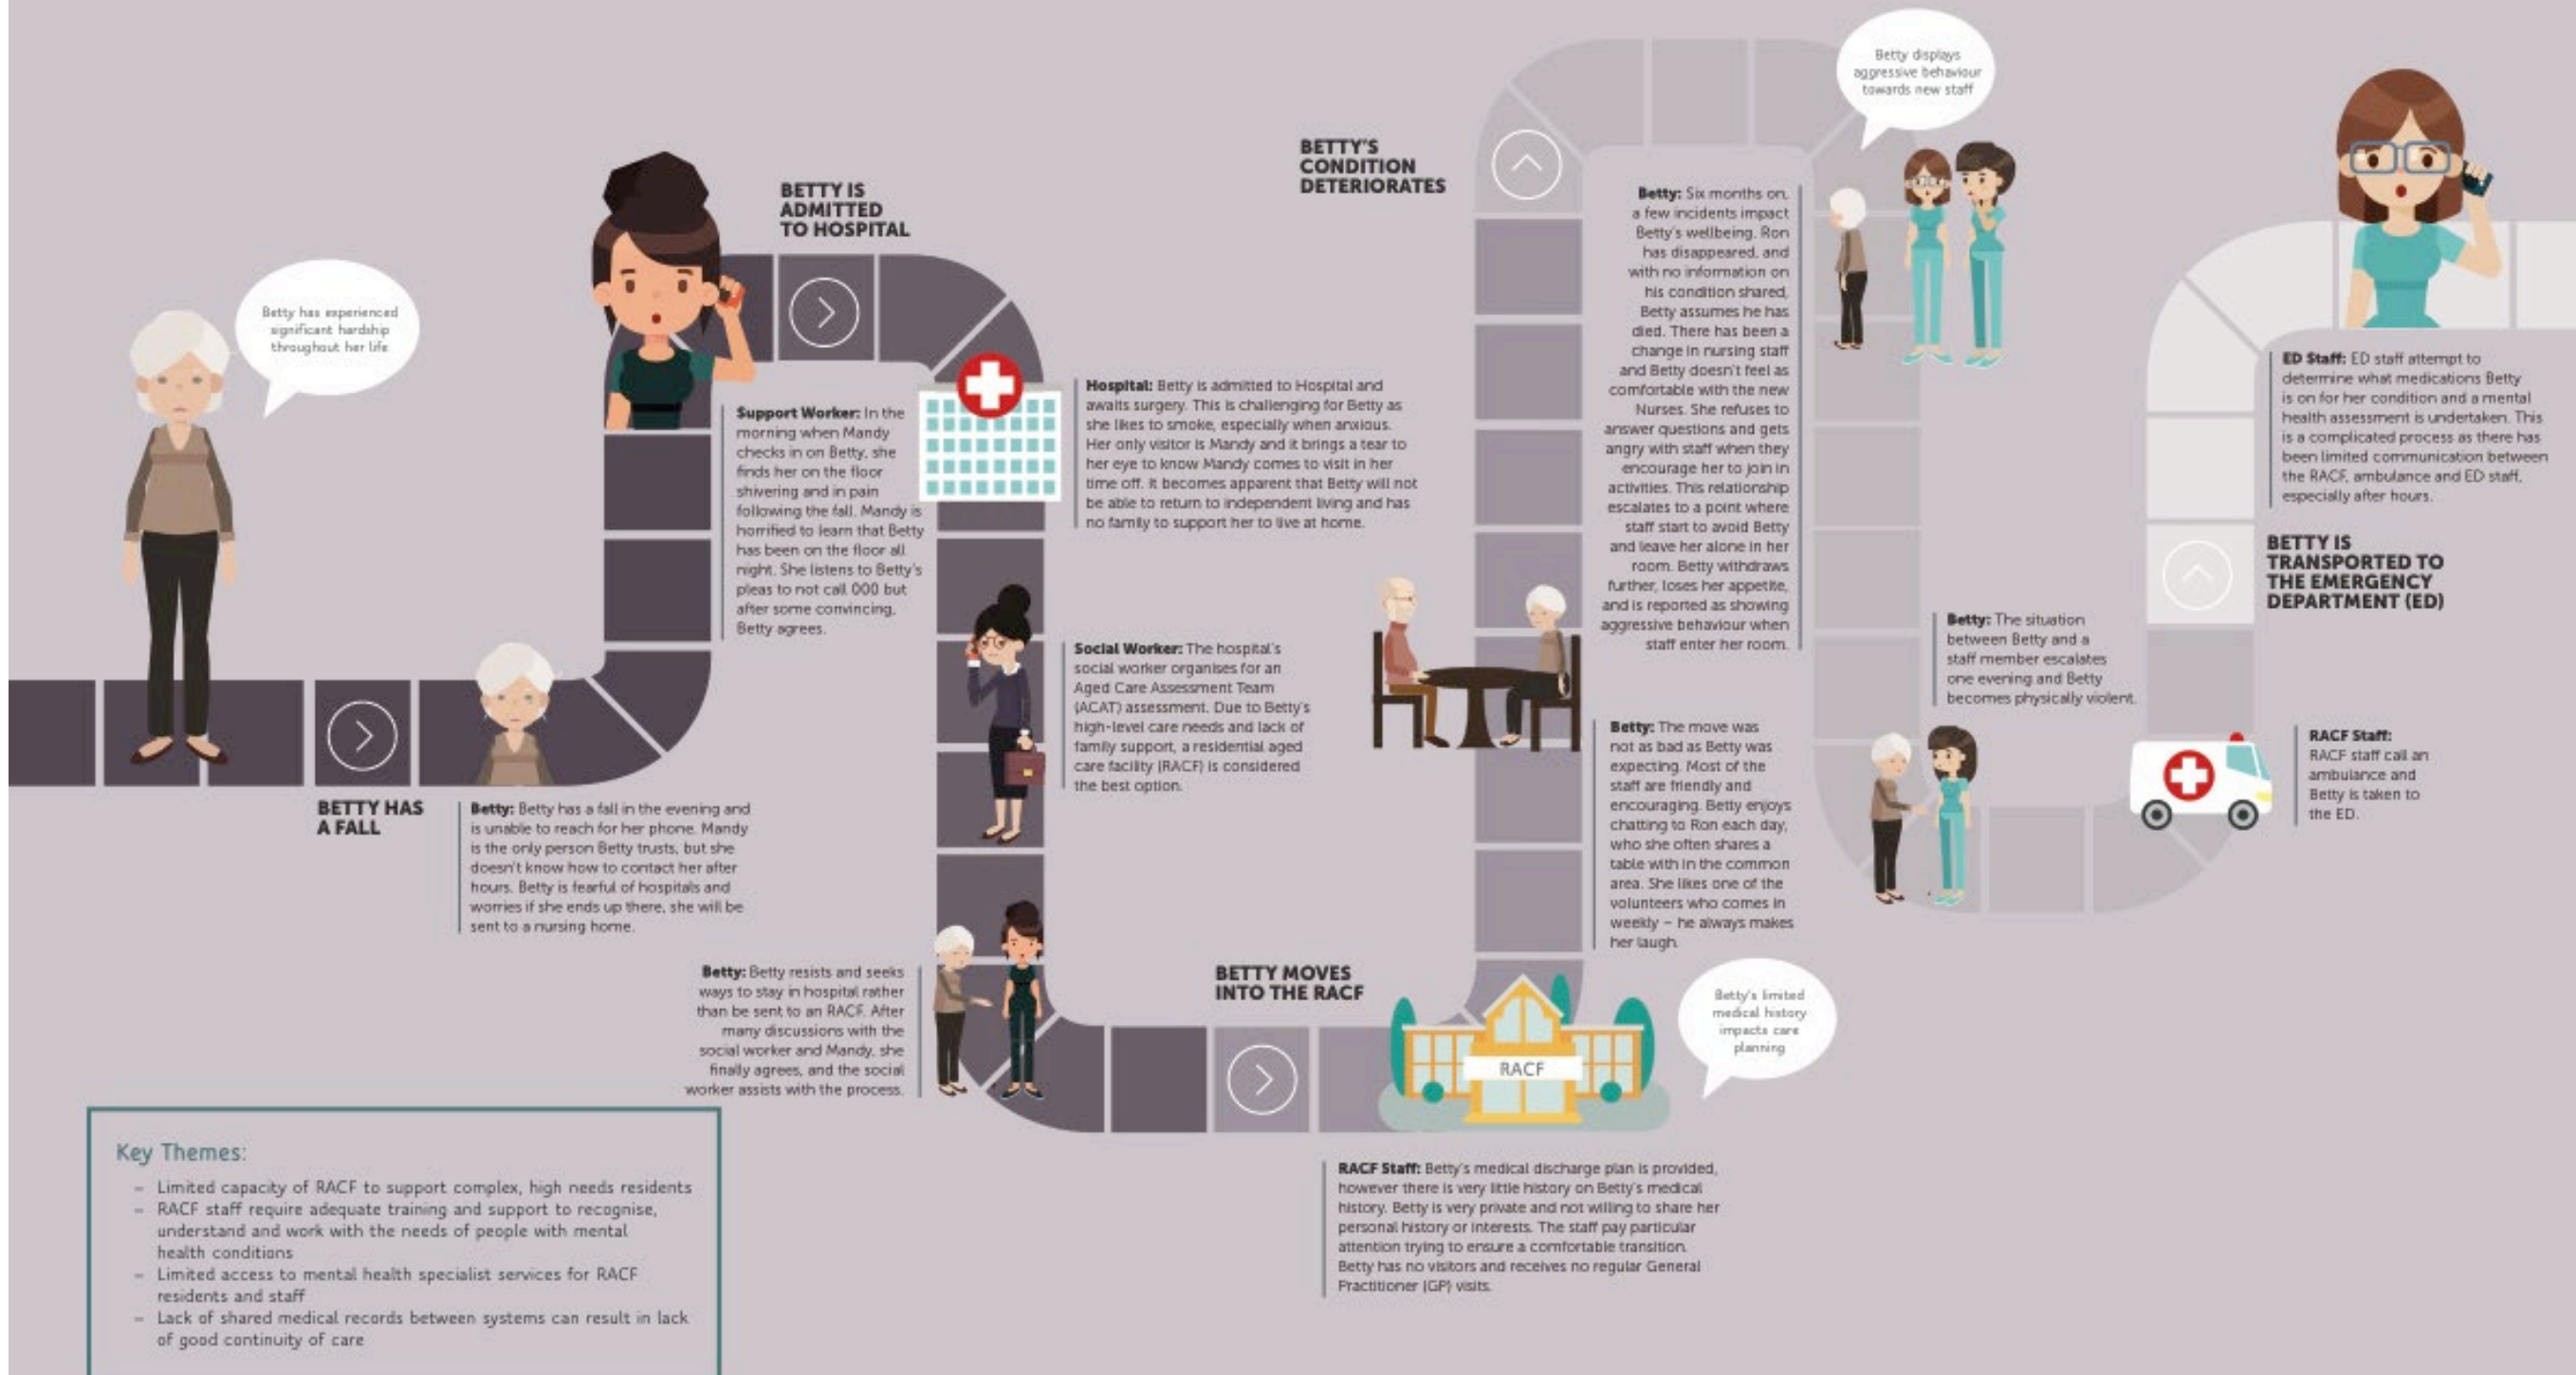 Betty has experienced
significant hardship
throughout her life
BETTY HAS
A FALL
Betty: Betty has a fall in the evening and
is unable to reach for her phone. Mandy
is the only person Betty trusts, but she
doesn't know how to contact her after
hours. Betty is fearful of hospitals and
worries if she ends up there, she will be
sent to a nursing home.
Support Worker: In the
morning when Mandy
checks in on Betty, she
finds her on the floor
shivering and in pain
following the fall. Mandy is
horrified to learn that Betty
has been on the floor all
night. She listens to Betty's
pleas to not call 000 but
after some convincing,
Betty agrees.
BETTY IS
ADMITTED
TO HOSPITAL
Hospital: Betty is admitted to Hospital and
awaits surgery. This is challenging for Betty as
she likes to smoke, especially when anxious.
Her only visitor is Mandy and it brings a tear to
her eye to know Mandy comes to visit in her
time off. It becomes apparent that Betty will not
be able to return to independent living and has
no family to support her to live at home.
Social Worker: The hospital's
social worker organises for an
Aged Care Assessment Team
(ACAT) assessment. Due to Betty's
high-level care needs and lack of
family support, a residential aged
care facility (RACF) is considered
the best option.
Betty: Betty resists and seeks
ways to stay in hospital rather
than be sent to an RACF. After
many discussions with the
social worker and Mandy, she
finally agrees, and the social
worker assists with the process.
BETTY MOVES
INTO THE RACF
RACF
Betty's limited
medical history
impacts care
planning
RACF Staff: Betty's medical discharge plan is provided,
however there is very little history on Betty's medical
history. Betty is very private and not willing to share her
personal history or interests. The staff pay particular
attention trying to ensure a comfortable transition.
Betty has no visitors and receives no regular General
Practitioner (GP) visits.
Betty: The move was
not as bad as Betty was
expecting. Most of the
staff are friendly and
encouraging. Betty enjoys
chatting to Ron each day,
who she often shares a
table with in the common
area. She likes one of the
volunteers who comes in
weekly – he always makes
her laugh.
BETTY'S
CONDITION
DETERIORATES
Betty: Six months on,
a few incidents impact
Betty's wellbeing. Ron
has disappeared, and
with no information on
his condition shared,
Betty assumes he has
died. There has been a
change in nursing staff
and Betty doesn't feel as
comfortable with the new
Nurses. She refuses to
answer questions and gets
angry with staff when they
encourage her to join in
activities. This relationship
escalates to a point where
staff start to avoid Betty
and leave her alone in her
room. Betty withdraws
further, loses her appetite,
and is reported as showing
aggressive behaviour when
staff enter her room.
Betty displays
aggressive behaviour
towards new staff
Betty: The situation
between Betty and a
staff member escalates
one evening and Betty
becomes physically violent.
RACF Staff:
RACF staff call an
ambulance and
Betty is taken to
the ED.
BETTY IS
TRANSPORTED TO
THE EMERGENCY
DEPARTMENT (ED)
ED Staff: ED staff attempt to
determine what medications Betty
is on for her condition and a mental
health assessment is undertaken. This
is a complicated process as there has
been limited communication between
the RACF, ambulance and ED staff,
especially after hours.
Key Themes:
– Limited capacity of RACF to support complex, high needs residents
– RACF staff require adequate training and support to recognise,
understand and work with the needs of people with mental
health conditions
– Limited access to mental health specialist services for RACF
residents and staff
– Lack of shared medical records between systems can result in lack
of good continuity of care